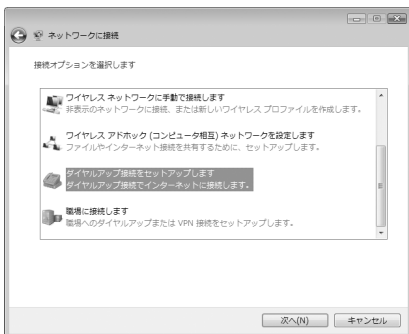 ネットワークに接続
接続オプションを選択します
ワイヤレス ネットワークに手動で接続します
非表示のネットワークに接続、または新しいワイヤレス プロファイルを作成します。
ワイヤレス アドホック (コンピュータ相互) ネットワークを設定します
ファイルやインターネット接続を共有するために、セットアップします。
ダイヤルアップ接続をセットアップします
ダイヤルアップ接続でインターネットに接続します。
職場に接続します
職場へのダイヤルアップまたは VPN 接続をセットアップします。
次へ(N)
キャンセル